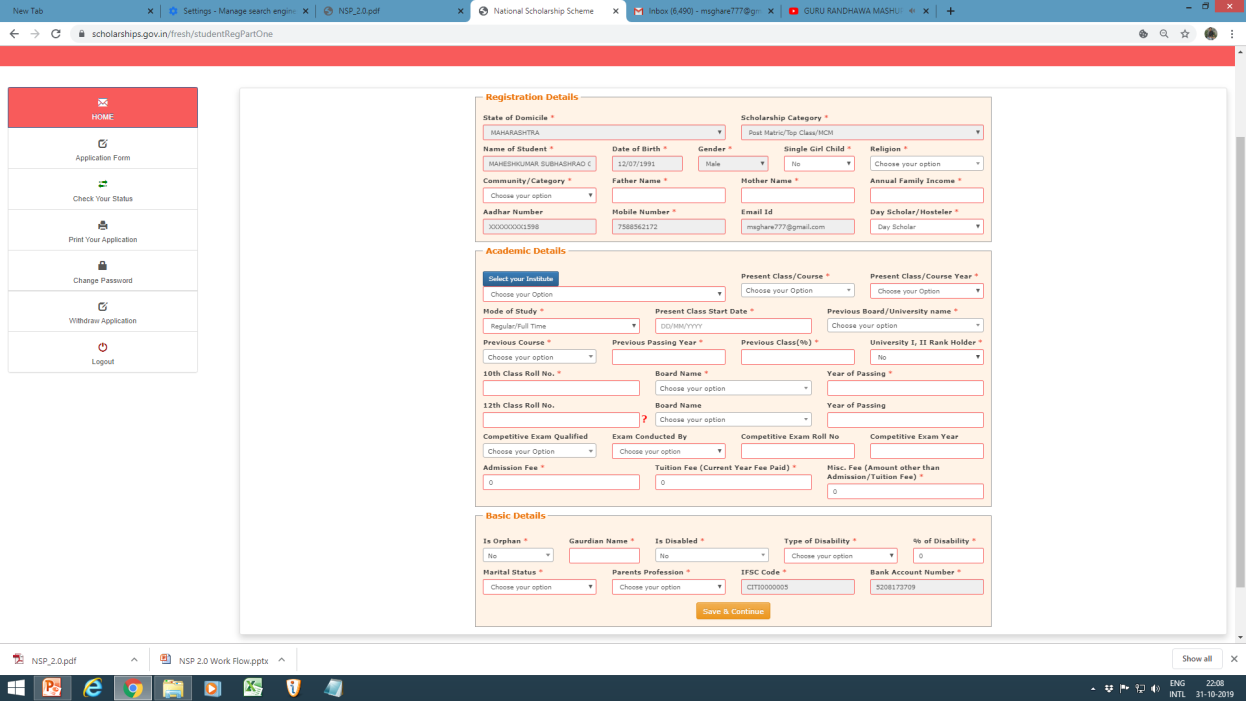 New Tab
Settings - Manage search engine
NSP_2.0.pdf
National Scholarship Scheme
Inbox (6,490) - msghare777@gm
GURU RANDHAWA MASHUP
scholarships.gov.in/fresh/studentRegPartOne
HOME
Application Form
Check Your Status
Print Your Application
Change Password
Withdraw Application
Logout
Registration Details
State of Domicile * Scholarship Category *
MAHARASHTRA Post Matric/Top Class/MCM
Name of Student * Date of Birth * Gender * Single Girl Child * Religion *
MAHESHKUMAR SUBHASHRAO G 12/07/1991 Male No Choose your option
Community/Category * Father Name * Mother Name * Annual Family Income *
Choose your option
Aadhar Number Mobile Number * Email Id Day Scholar/Hosteler *
XXXXXXXX1598 7588562172 msghare777@gmail.com Day Scholar
Academic Details
Select your Institute Present Class/Course * Present Class/Course Year *
Choose your Option Choose your Option Choose your Option
Mode of Study * Present Class Start Date * Previous Board/University name *
Regular/Full Time DD/MM/YYYY Choose your option
Previous Course * Previous Passing Year * Previous Class(%) * University I, II Rank Holder *
Choose your option No
10th Class Roll No. * Board Name * Year of Passing *
Choose your option
12th Class Roll No. Board Name Year of Passing
? Choose your option
Competitive Exam Qualified Exam Conducted By Competitive Exam Roll No Competitive Exam Year
Choose your Option Choose your option
Admission Fee * Tuition Fee (Current Year Fee Paid) * Misc. Fee (Amount other than
Admission/Tuition Fee) *
0 0 0
Basic Details
Is Orphan * Gaurdian Name * Is Disabled * Type of Disability * % of Disability *
No No Choose your option 0
Marital Status * Parents Profession * IFSC Code * Bank Account Number *
Choose your option Choose your option CITI0000005 5208173709
Save & Continue
NSP_2.0.pdf NSP 2.0 Work Flow.pptx Show all
ENG 22:08
INTL 31-10-2019